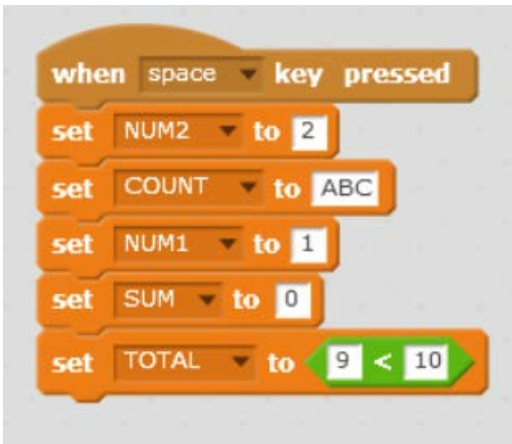 when space key pressed
set NUM2 to 2
set COUNT to ABC
set NUM1 to 1
set SUM to 0
set TOTAL to 9 < 10